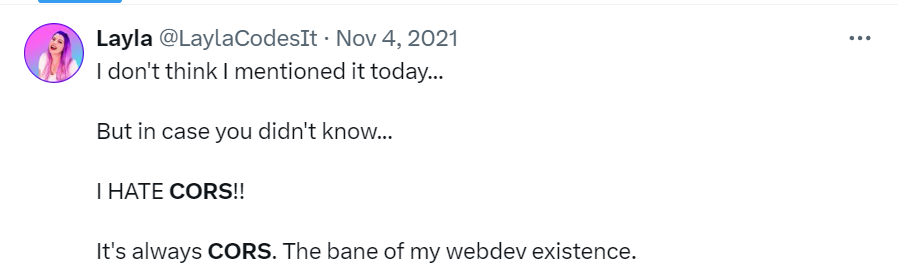 Layla @LaylaCodesIt · Nov 4, 2021
I don't think I mentioned it today...
But in case you didn't know...
I HATE CORS!!
It's always CORS. The bane of my webdev existence.